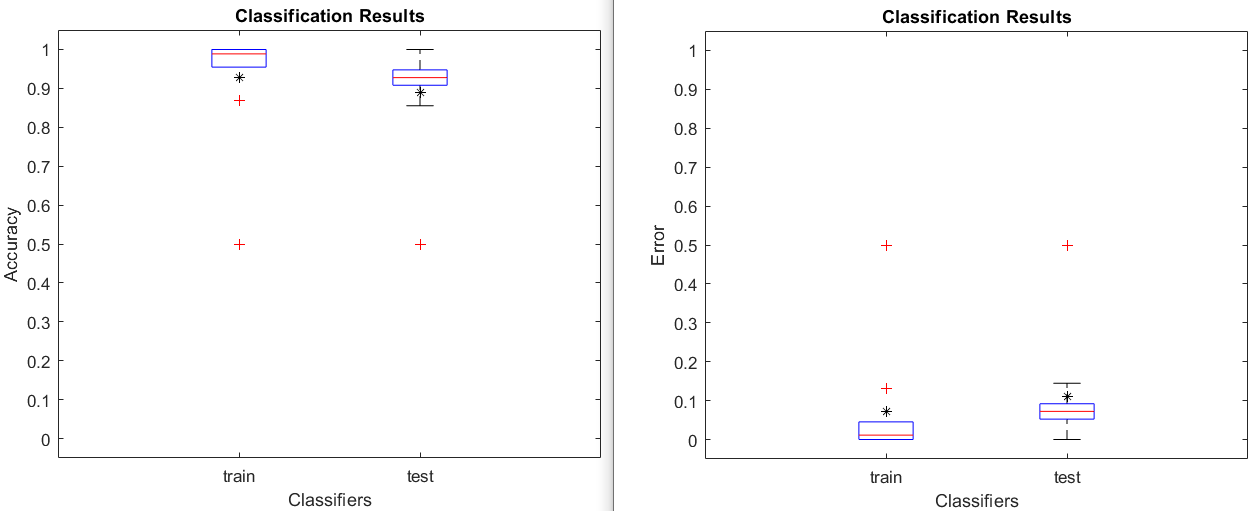 Classification Results
1
0.9
0.8
0.7
0.6
0.5
0.4
0.3
0.2
0.1
0
Accuracy
train test
Classifiers
Classification Results
1
0.9
0.8
0.7
0.6
0.5
0.4
0.3
0.2
0.1
0
Error
train test
Classifiers